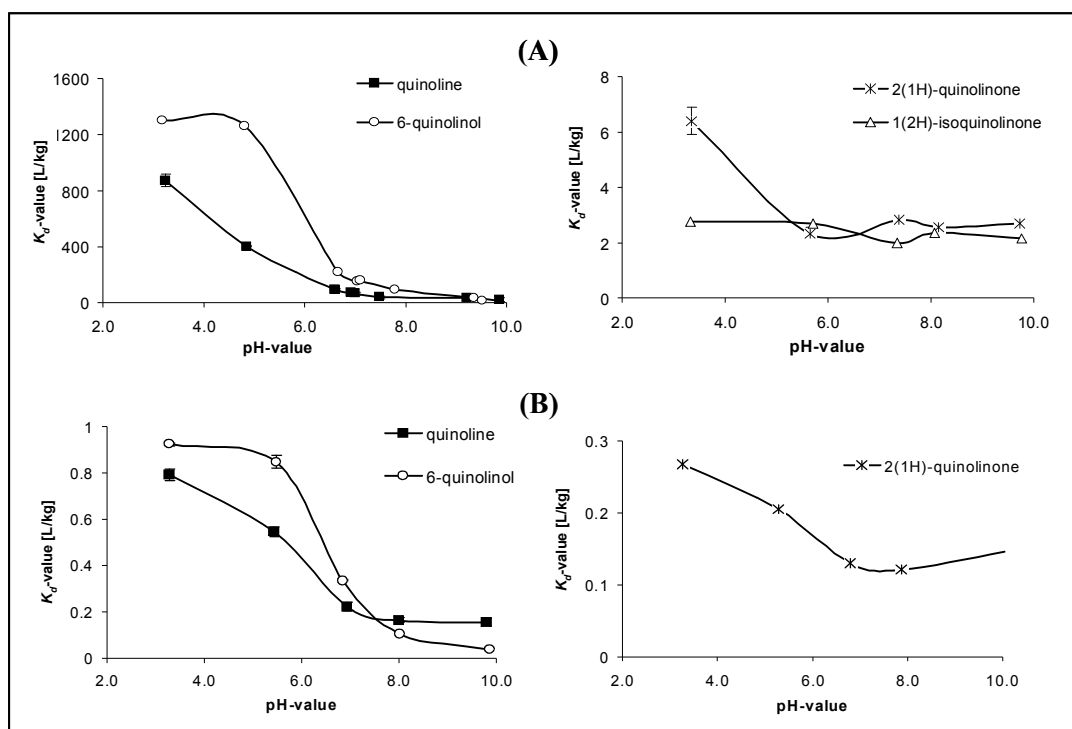 (A)
1600
1200
800
400
0
2.0 4.0 6.0 8.0 10.0
pH-value
K_d-value [L/kg]
quinoline
6-quinolinol
8
6
4
2
0
2.0 4.0 6.0 8.0 10.0
pH-value
K_d-value [L/kg]
2(1H)-quinolinone
1(2H)-isoquinolinone
(B)
1
0.8
0.6
0.4
0.2
0
2.0 4.0 6.0 8.0 10.0
pH-value
K_d-value [L/kg]
quinoline
6-quinolinol
0.3
0.2
0.1
0
2.0 4.0 6.0 8.0 10.0
pH-value
K_d-value [L/kg]
2(1H)-quinolinone